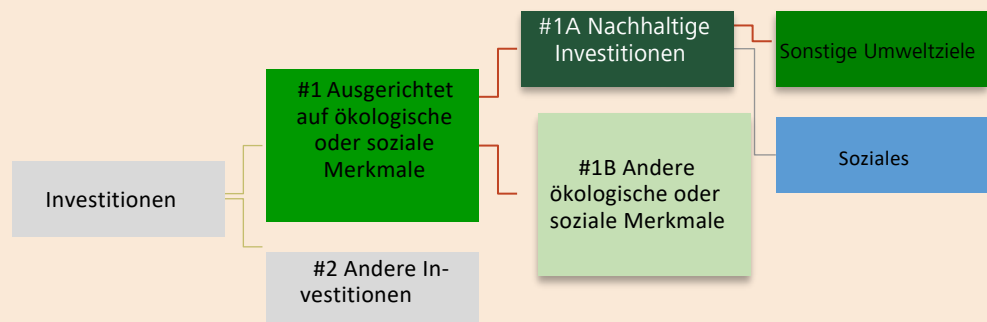 Investitionen
#1 Ausgerichtet
auf ökologische
oder soziale
Merkmale
#2 Andere In-
vestitionen
#1A Nachhaltige
Investitionen
#1B Andere
ökologische oder
soziale Merkmale
Sonstige Umweltziele
Soziales